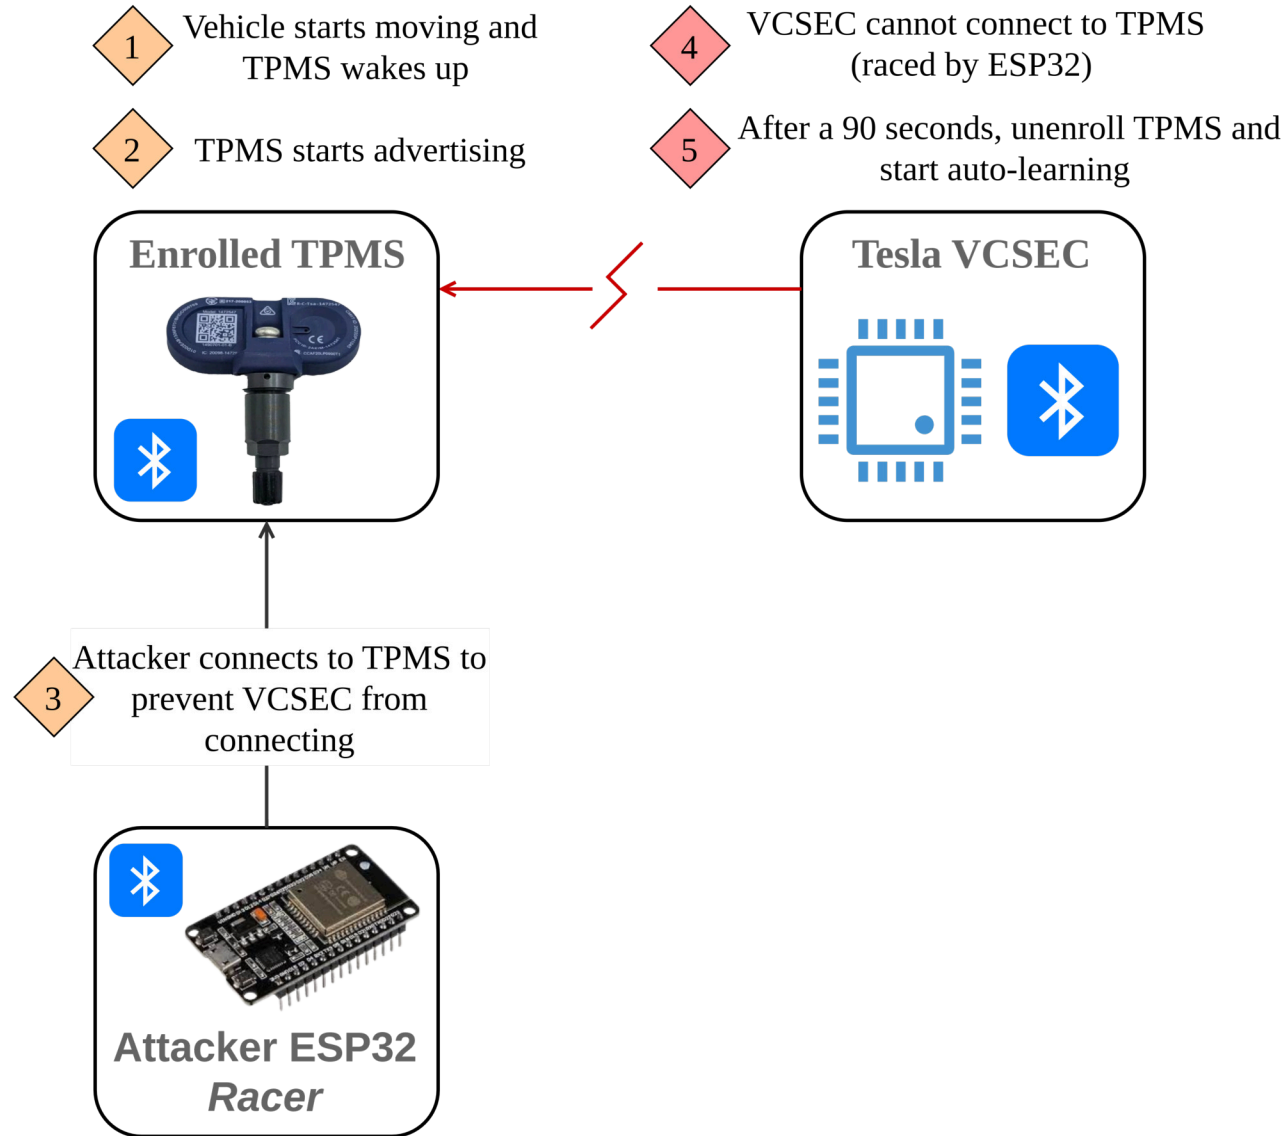 1
Vehicle starts moving and
TPMS wakes up
2
TPMS starts advertising
4
VCSEC cannot connect to TPMS
(raced by ESP32)
5
After a 90 seconds, unenroll TPMS and
start auto-learning
Enrolled TPMS
Tesla VCSEC
3
Attacker connects to TPMS to
prevent VCSEC from
connecting
Attacker ESP32
Racer